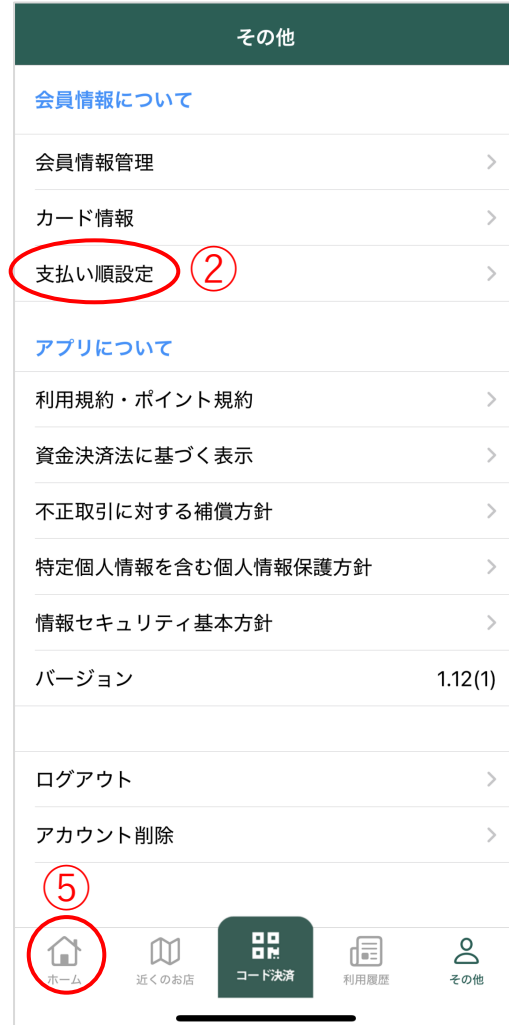 その他
会員情報について
会員情報管理
カード情報
支払い順設定 ②
アプリについて
利用規約・ポイント規約
資金決済法に基づく表示
不正取引に対する補償方針
特定個人情報を含む個人情報保護方針
情報セキュリティ基本方針
バージョン 1.12(1)
ログアウト
アカウント削除
⑤
ホーム 近くのお店 コード決済 利用履歴 その他